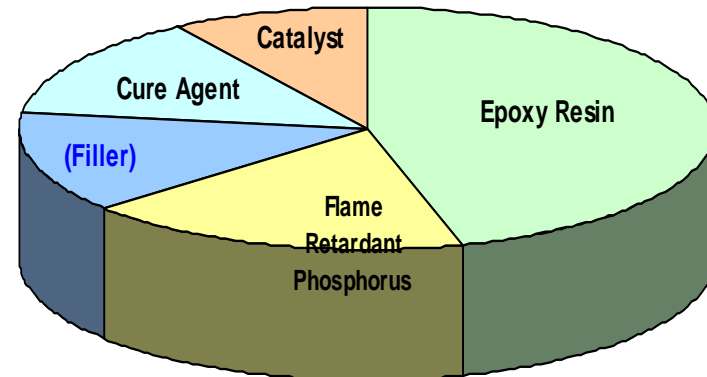 Catalyst
Cure Agent
Epoxy Resin
(Filler)
Flame
Retardant
Phosphorus